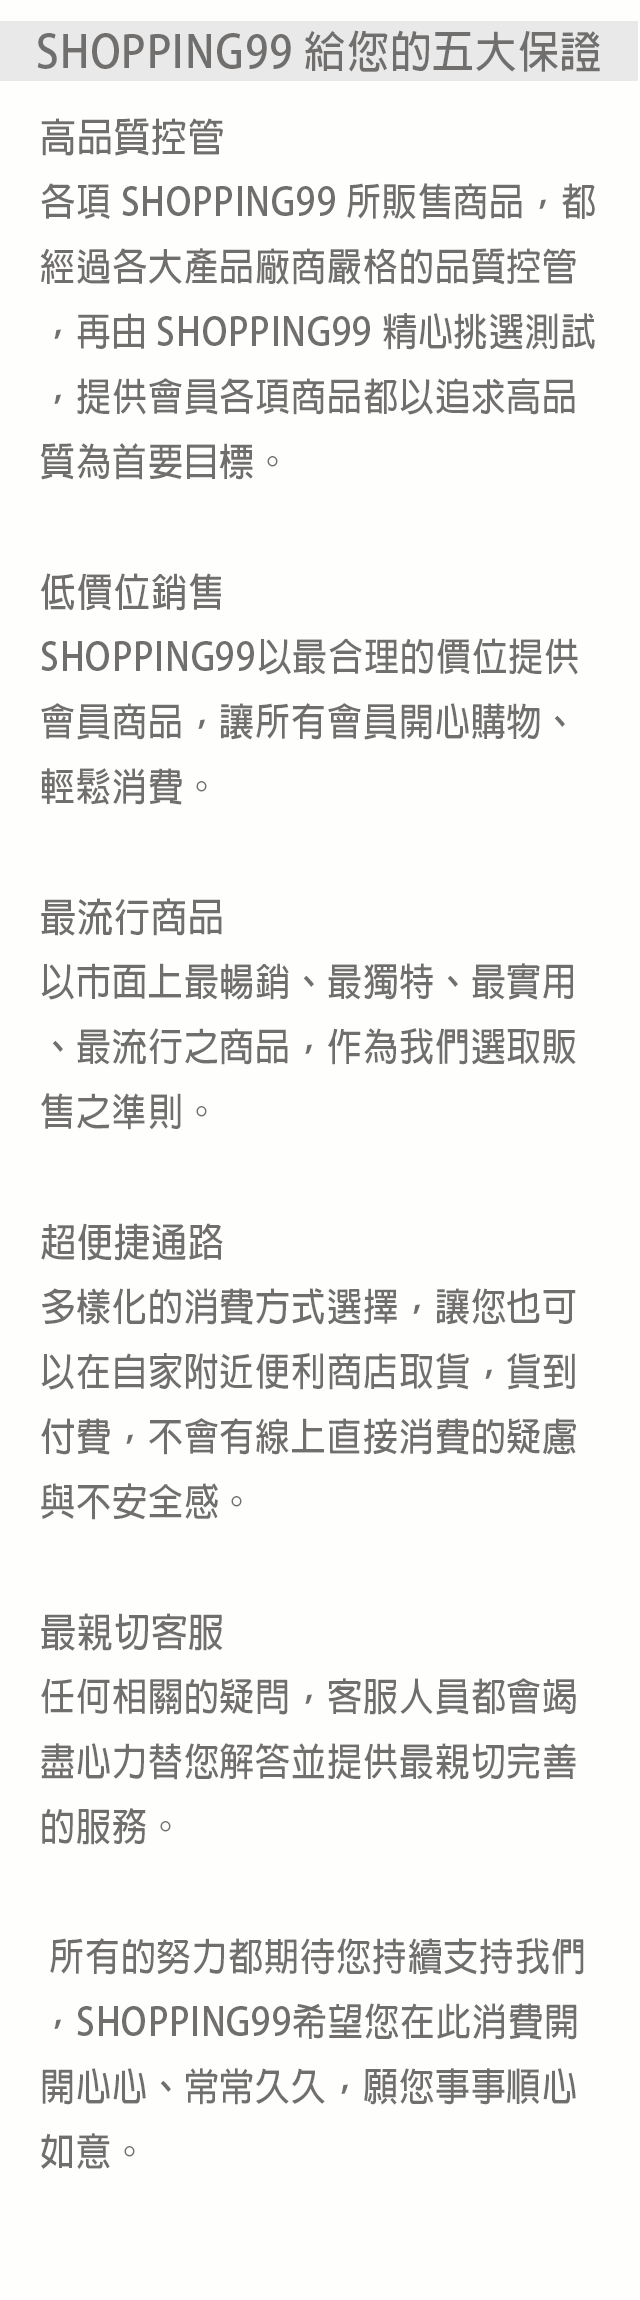 SHOPPING99 給您的五大保證
高品質控管
各項 SHOPPING99 所販售商品，都
經過各大產品廠商嚴格的品質控管
，再由 SHOPPING99 精心挑選測試
，提供會員各項商品都以追求高品
質為首要目標。
低價位銷售
SHOPPING99以最合理的價位提供
會員商品，讓所有會員開心購物、
輕鬆消費。
最流行商品
以市面上最暢銷、最獨特、最實用
、最流行之商品，作為我們選取販
售之準則。
超便捷通路
多樣化的消費方式選擇，讓您也可
以在自家附近便利商店取貨，貨到
付費，不會有線上直接消費的疑慮
與不安全感。
最親切客服
任何相關的疑問，客服人員都會竭
盡心力替您解答並提供最親切完善
的服務。
所有的努力都期待您持續支持我們
，SHOPPING99希望您在此消費開
開心心、常常久久，願您事事順心
如意。